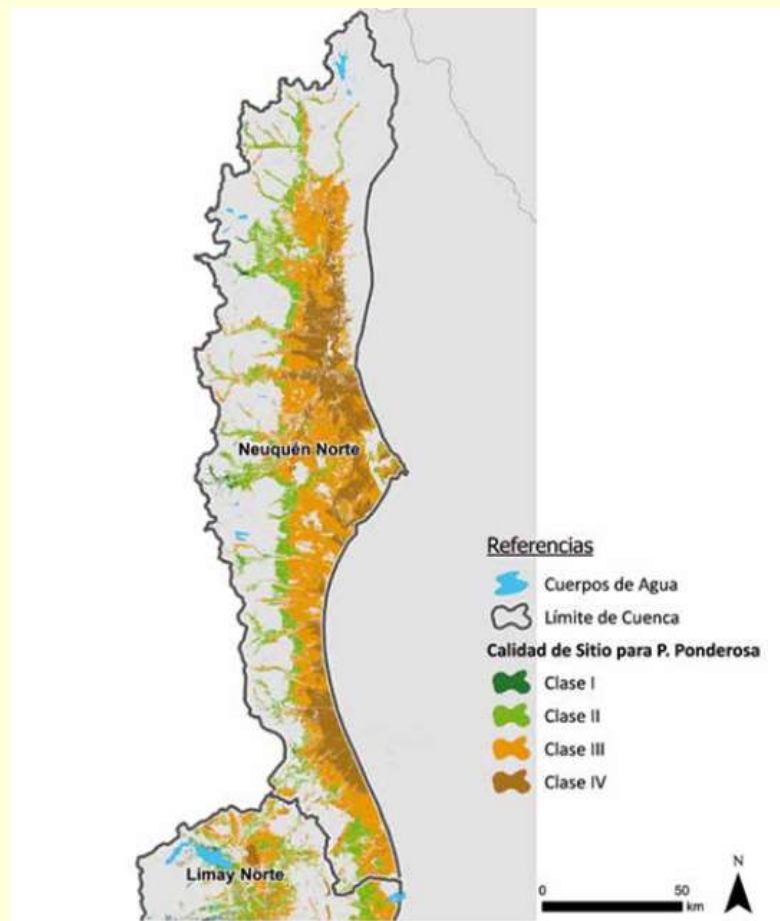 Neuquén Norte
Referencias
Cuerpos de Agua
Límite de Cuenca
Calidad de Sitio para P. Ponderosa
Clase I
Clase II
Clase III
Clase IV
Limay Norte
N
0 50
km